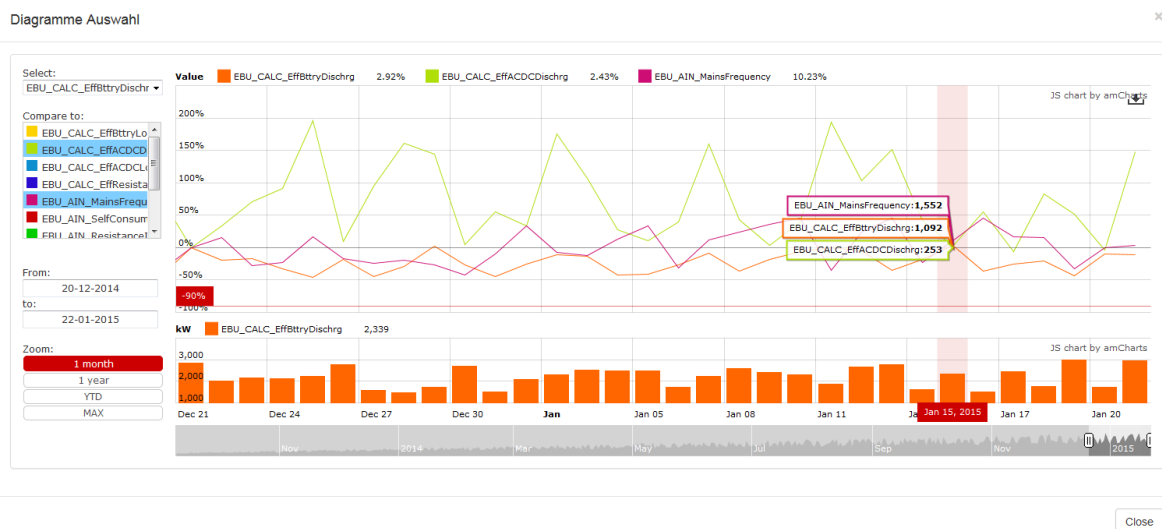 Diagramme Auswahl
×
Select:
EBU_CALC_EffBttryDischr
Compare to:
EBU_CALC_EffBttryLo
EBU_CALC_EffACDCD
EBU_CALC_EffACDCLo
EBU_CALC_EffResista
EBU_AIN_MainsFrequ
EBU_AIN_SelfConsum
EBU_AIN_ResistanceI
From:
20-12-2014
to:
22-01-2015
Zoom:
1 month
1 year
YTD
MAX
Value EBU_CALC_EffBttryDischrg 2.92% EBU_CALC_EffACDCDischrg 2.43% EBU_AIN_MainsFrequency 10.23%
JS chart by amCharts
200%
150%
100%
50%
0%
-50%
-90%
-100%
EBU_AIN_MainsFrequency:1,552
EBU_CALC_EffBttryDischrg:1,092
EBU_CALC_EffACDCDischrg:253
kW EBU_CALC_EffBttryDischrg 2,339
JS chart by amCharts
3,000
2,000
1,000
Dec 21 Dec 24 Dec 27 Dec 30 Jan Jan 05 Jan 08 Jan 11 Jan 15, 2015 Jan 17 Jan 20
Nov 2014 Mar May Jul Sep Nov 2015
Close